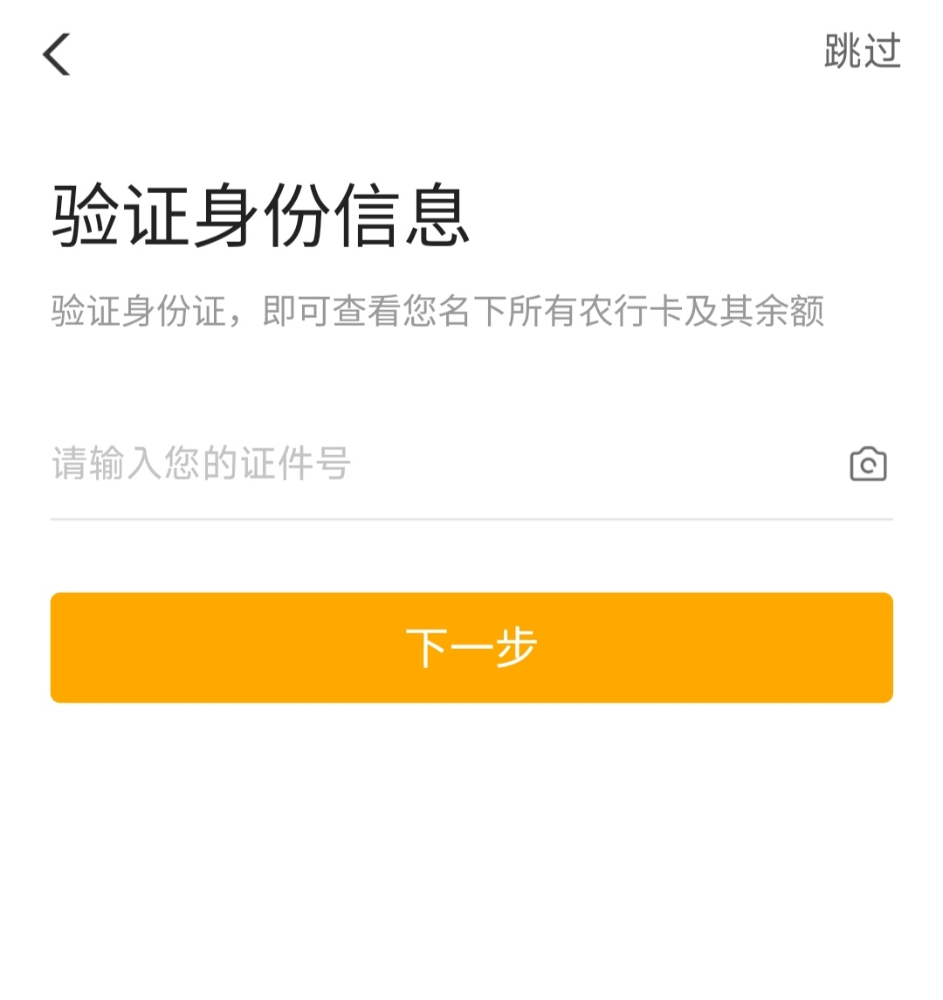 跳过
验证身份信息
验证身份证，即可查看您名下所有农行卡及其余额
请输入您的证件号
下一步